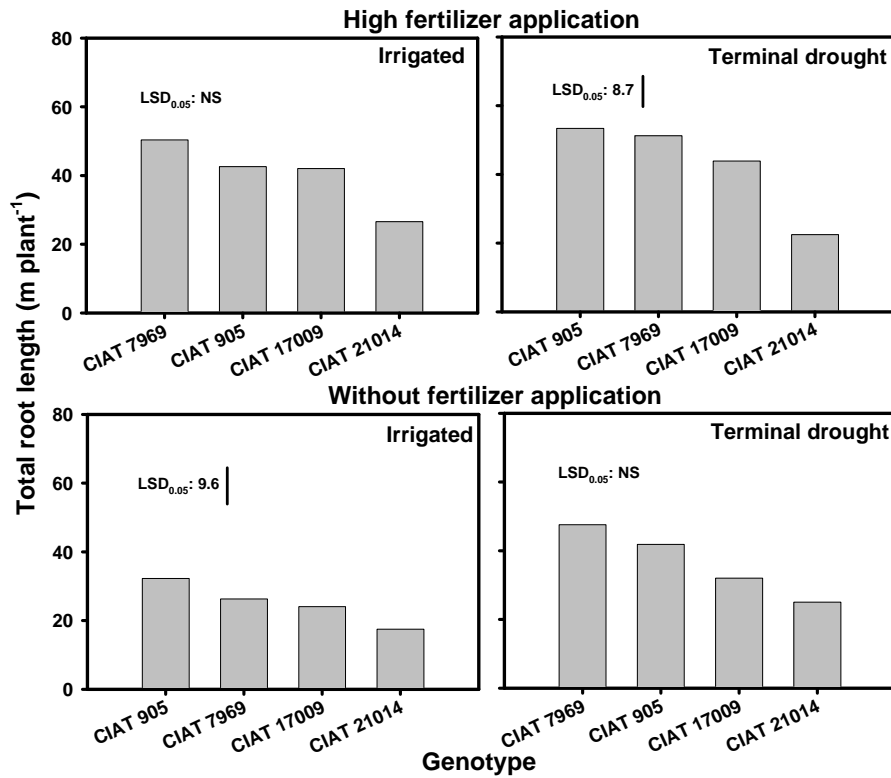 High fertilizer application
Irrigated
Terminal drought
LSD0.05: NS
LSD0.05: 8.7
80
60
40
20
0
CIAT 7969
CIAT 905
CIAT 17009
CIAT 21014
CIAT 905
CIAT 7969
CIAT 17009
CIAT 21014
Total root length (m plant-1)
Without fertilizer application
Irrigated
Terminal drought
LSD0.05: 9.6
LSD0.05: NS
80
60
40
20
0
CIAT 905
CIAT 7969
CIAT 17009
CIAT 21014
CIAT 7969
CIAT 905
CIAT 17009
CIAT 21014
Genotype